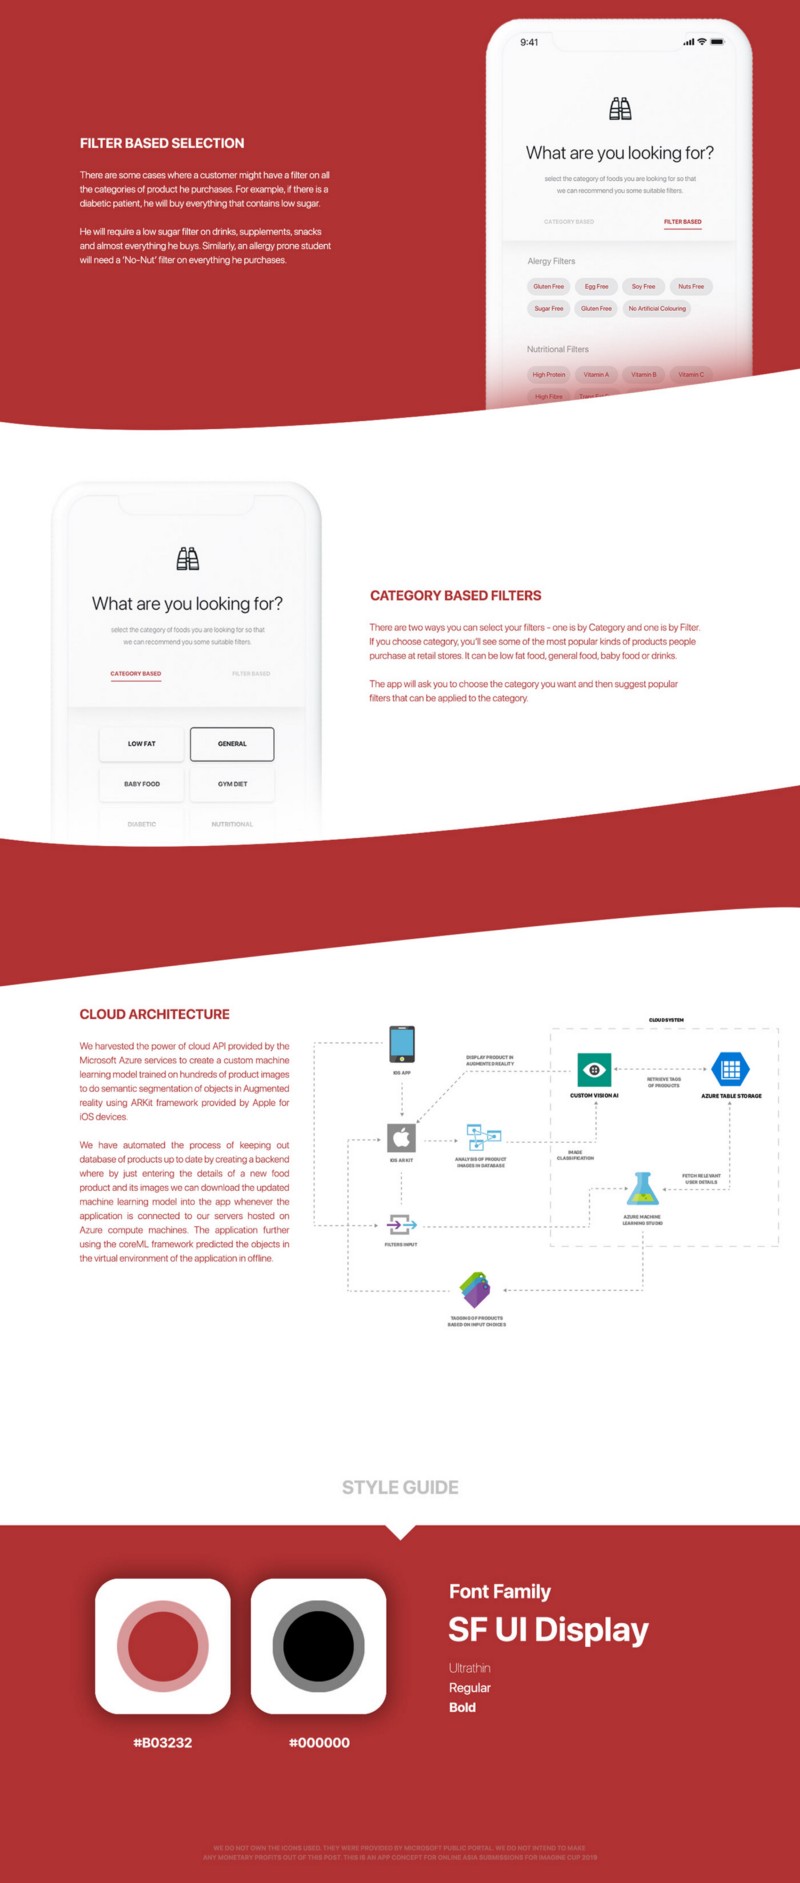 9:41
What are you looking for?
select the category of foods you are looking for so that
we can recommend you some suitable filters.
CATEGORY BASED
FILTER BASED
FILTER BASED SELECTION
There are some cases where a customer might have a filter on all
the categories of product he purchases. For example, if there is a
diabetic patient, he will buy everything that contains low sugar.
He will require a low sugar filter on drinks, supplements, snacks
and almost everything he buys. Similarly, an allergy prone student
will need a 'No-Nut' filter on everything he purchases.
Alergy Filters
Gluten Free
Egg Free
Soy Free
Nuts Free
Sugar Free
Gluten Free
No Artificial Colouring
Nutritional Filters
High Protein
Vitamin A
Vitamin B
Vitamin C
High Fibre
What are you looking for?
select the category of foods you are looking for so that
we can recommend you some suitable filters.
CATEGORY BASED
FILTER BASED
LOW FAT
GENERAL
BABY FOOD
GYM DIET
DIABETIC
NUTRITIONAL
CATEGORY BASED FILTERS
There are two ways you can select your filters - one is by Category and one is by Filter.
If you choose category, you'll see some of the most popular kinds of products people
purchase at retail stores. It can be low fat food, general food, baby food or drinks.
The app will ask you to choose the category you want and then suggest popular
filters that can be applied to the category.
CLOUD ARCHITECTURE
We harvested the power of cloud API provided by the
Microsoft Azure services to create a custom machine
learning model trained on hundreds of product images
to do semantic segmentation of objects in Augmented
reality using ARKit framework provided by Apple for
iOS devices.
We have automated the process of keeping out
database of products up to date by creating a backend
where by just entering the details of a new food
product and its images we can download the updated
machine learning model into the app whenever the
application is connected to our servers hosted on
Azure compute machines. The application further
using the coreML framework predicted the objects in
the virtual environment of the application in offline.
CLOUD SYSTEM
IOS APP
DISPLAY PRODUCT IN
AUGMENTED REALITY
CUSTOM VISION AI
RETRIEVE TAGS
OF PRODUCTS
AZURE TABLE STORAGE
IOS ARKIT
ANALYSIS OF PRODUCT
IMAGES IN DATABASE
IMAGE
CLASSIFICATION
FETCH RELEVANT
USER DETAILS
AZURE MACHINE
LEARNING STUDIO
FILTERS INPUT
TAGGING OF PRODUCTS
BASED ON INPUT CHOICES
STYLE GUIDE
#B03232
#000000
Font Family
SF UI Display
Ultrathin
Regular
Bold
WE DO NOT OWN THE ICONS USED. THEY WERE PROVIDED BY MICROSOFT PUBLIC PORTAL. WE DO NOT INTEND TO MAKE
ANY MONETARY PROFITS OUT OF THIS POST. THIS IS AN APP CONCEPT FOR ONLINE ASIA SUBMISSIONS FOR IMAGINE CUP 2019